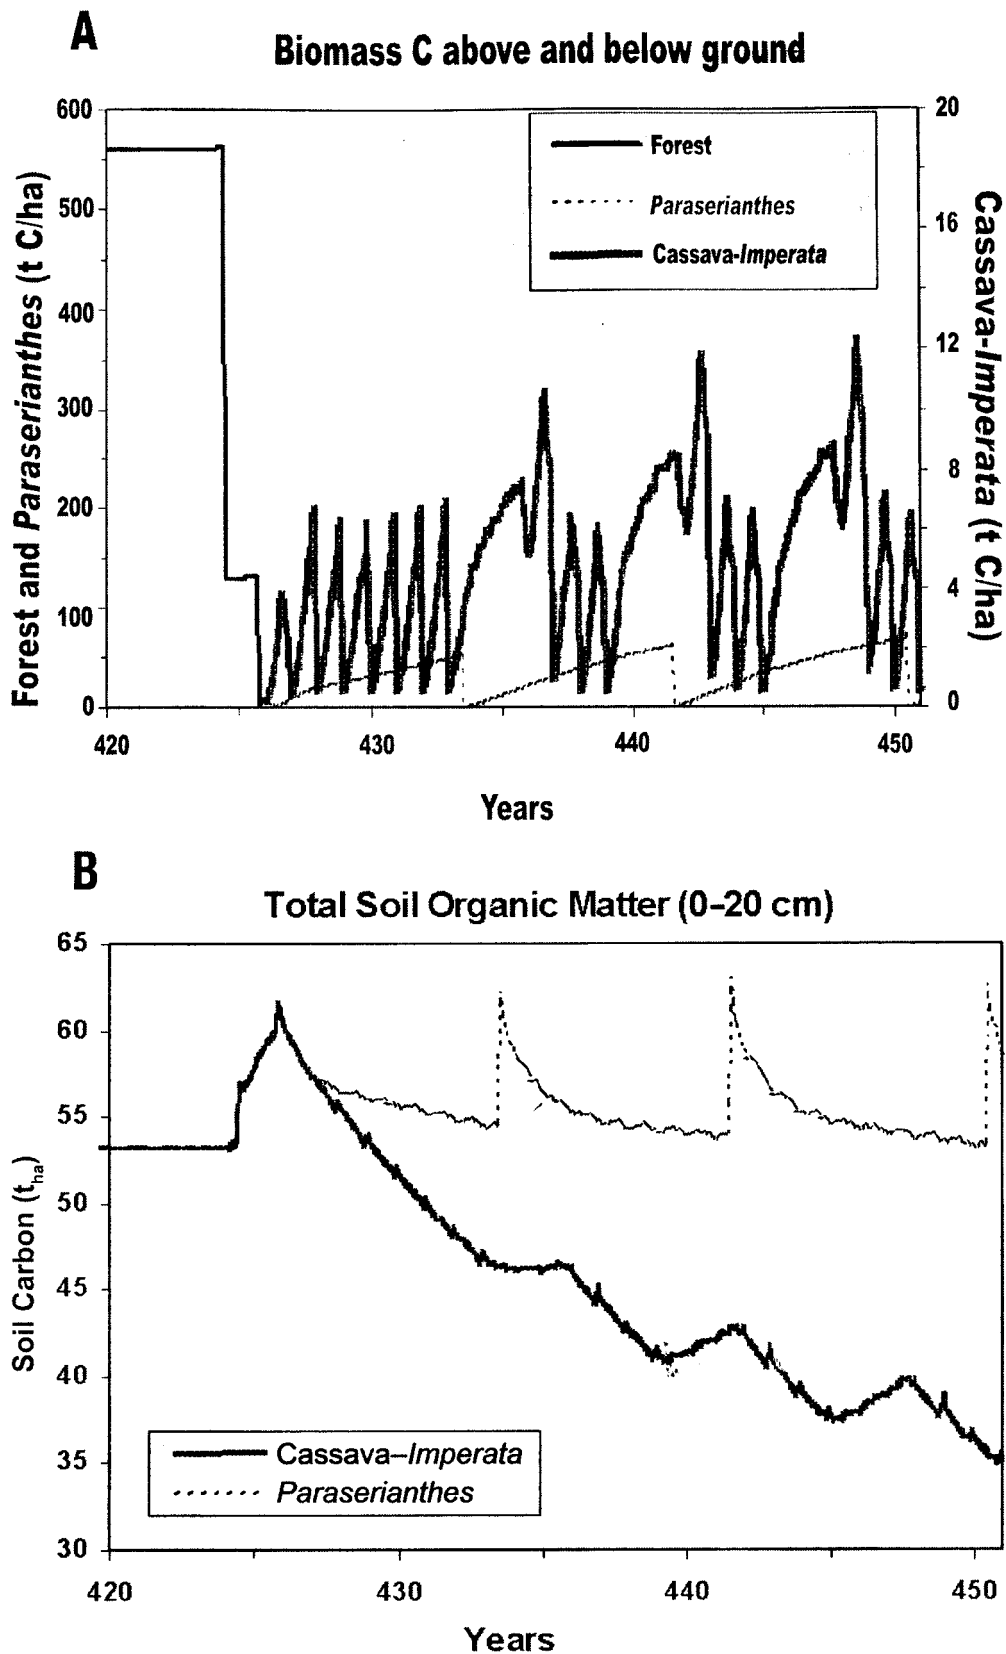 A
Biomass C above and below ground
Forest and Paraserianthes (t C/ha)
600
500
400
300
200
100
0
Forest
Paraserianthes
Cassava-Imperata
20
16
12
8
4
0
Cassava-Imperata (t C/ha)
420
430
440
450
Years
B
Total Soil Organic Matter (0–20 cm)
Soil Carbon (tha)
65
60
55
50
45
40
35
30
Cassava–Imperata
Paraserianthes
420
430
440
450
Years